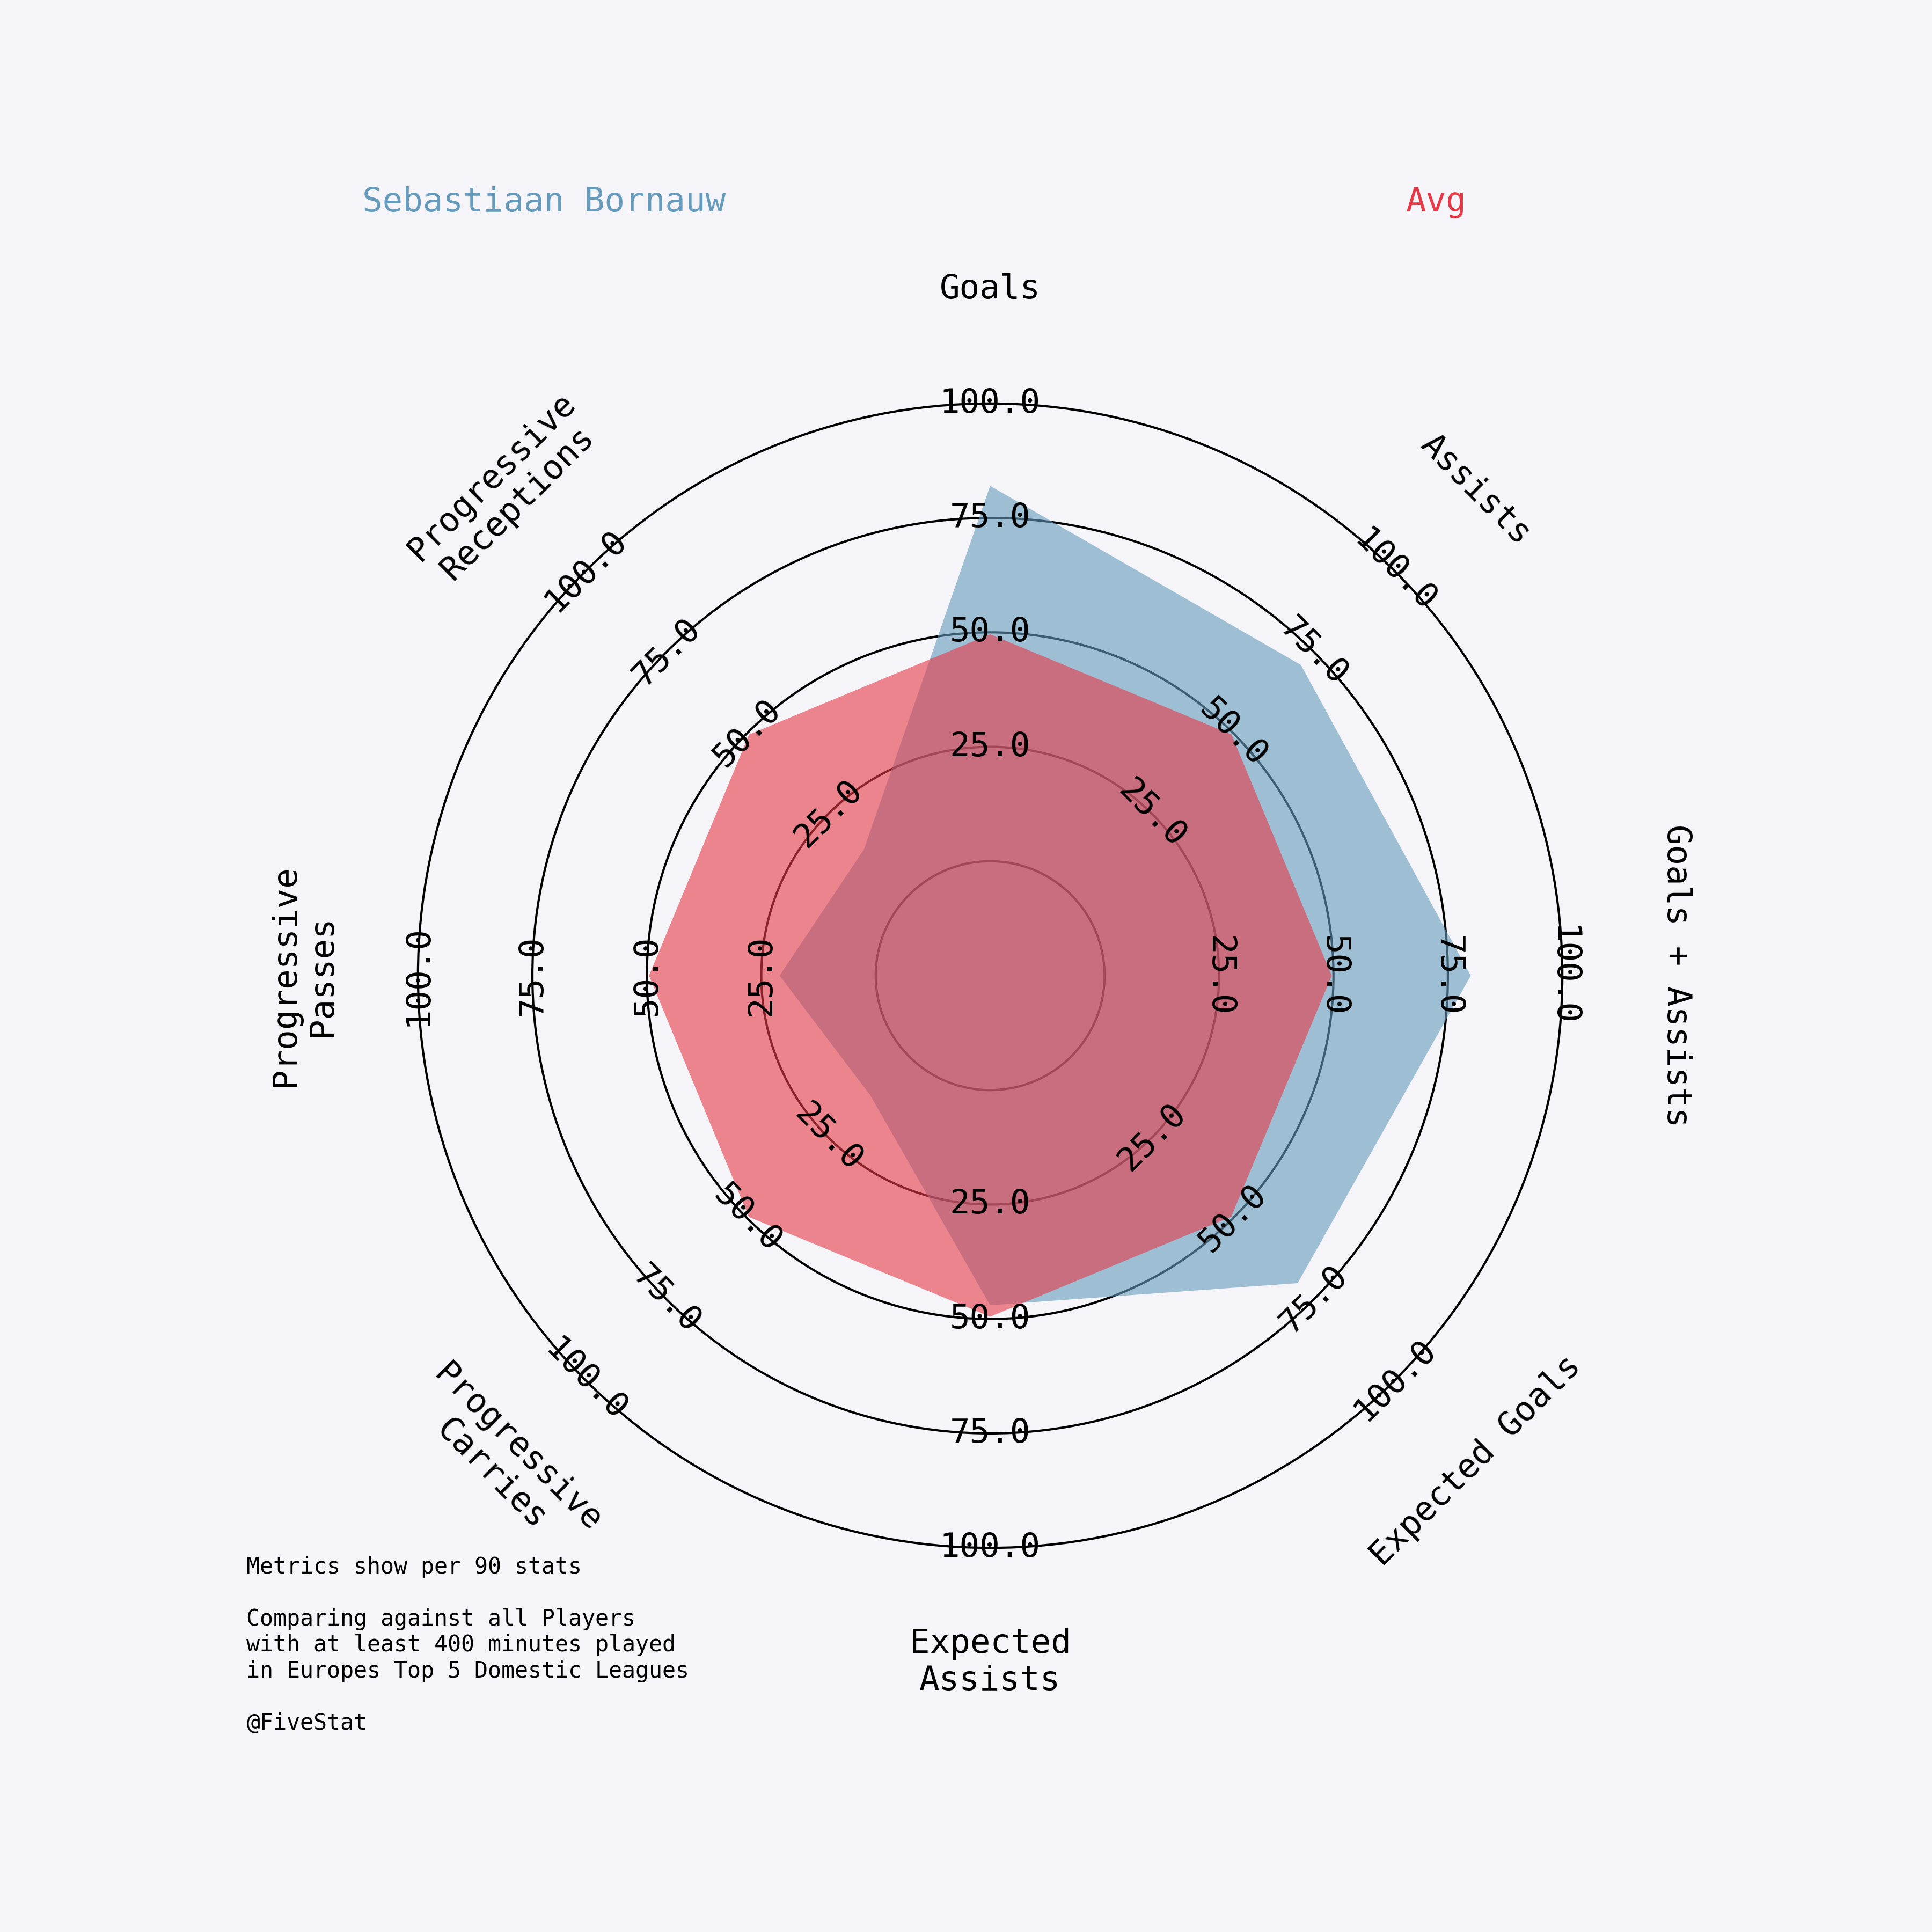 Sebastiaan Bornauw
Avg
Goals
Assists
Goals + Assists
Expected Goals
Expected
Assists
Progressive
Carries
Progressive
Passes
Progressive
Receptions
25.0
50.0
75.0
100.0
25.0
50.0
75.0
100.0
25.0
50.0
75.0
100.0
25.0
50.0
75.0
100.0
25.0
50.0
75.0
100.0
25.0
50.0
75.0
100.0
25.0
50.0
75.0
100.0
25.0
50.0
75.0
100.0
Metrics show per 90 stats
Comparing against all Players
with at least 400 minutes played
in Europes Top 5 Domestic Leagues
@FiveStat